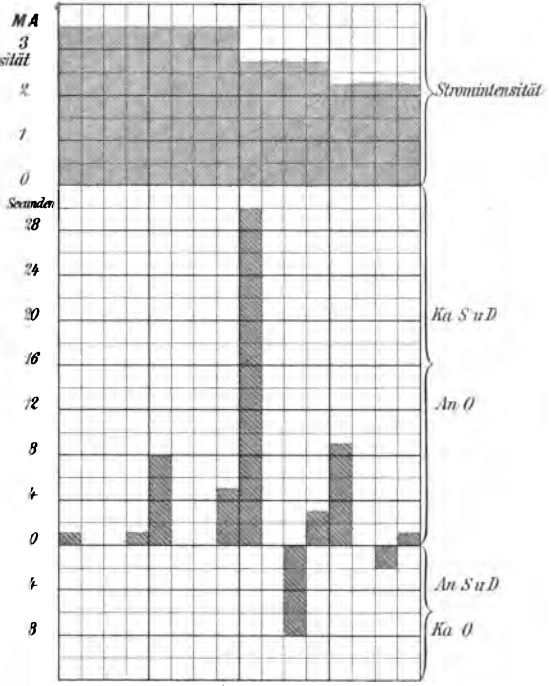 MA
3
sität
2
1
0
Stromintensität
Secunden
28
24
20
16
12
8
4
0
4
8
Ka S u D
An O
An S u D
Ka O